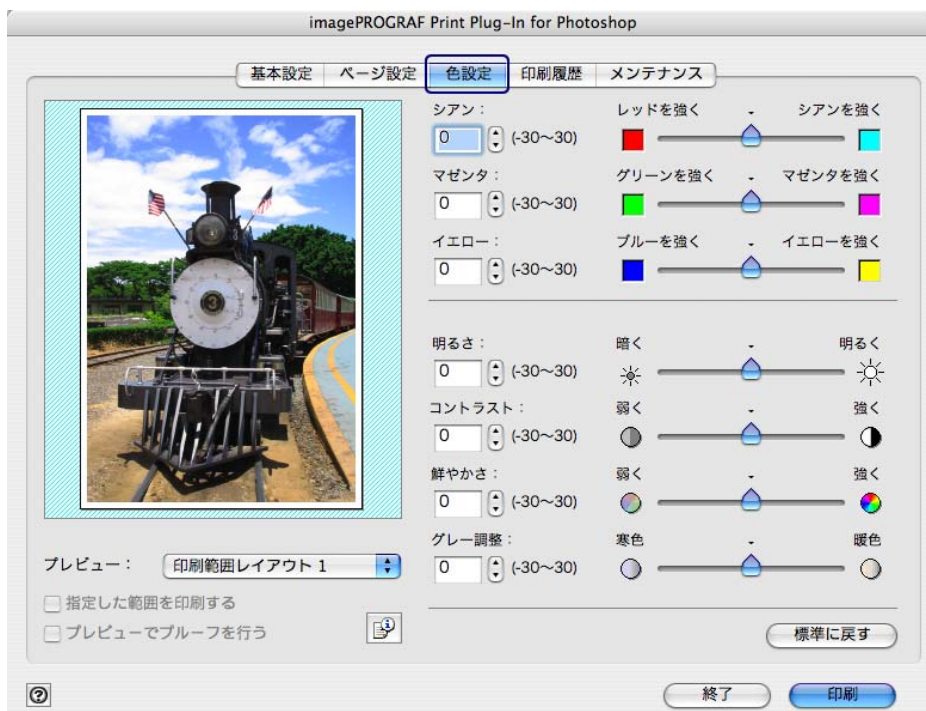 imagePROGRAF Print Plug-In for Photoshop
基本設定 ページ設定 色設定 印刷履歴 メンテナンス
シアン： レッドを強く - シアンを強く
0 (-30～30)
マゼンタ： グリーンを強く - マゼンタを強く
0 (-30～30)
イエロー： ブルーを強く - イエローを強く
0 (-30～30)
明るさ： 暗く - 明るく
0 (-30～30)
コントラスト： 弱く - 強く
0 (-30～30)
鮮やかさ： 弱く - 強く
0 (-30～30)
グレー調整： 寒色 - 暖色
0 (-30～30)
3
3
プレビュー： 印刷範囲レイアウト 1
指定した範囲を印刷する
プレビューでプルーフを行う
標準に戻す
? 終了 印刷